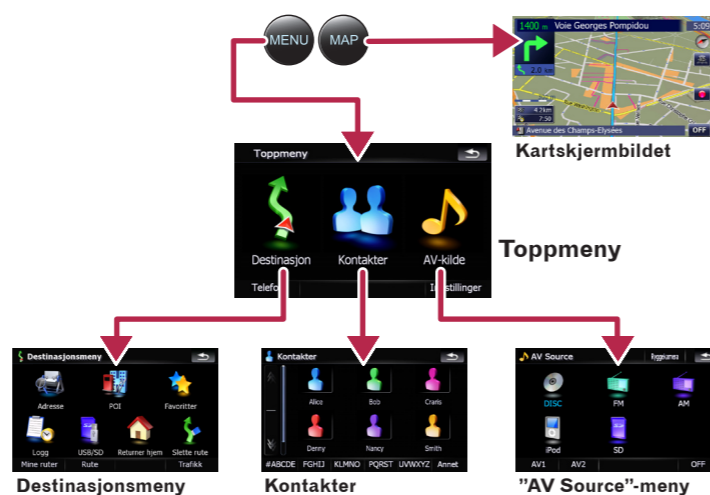 MENU MAP
1400 m Voie Georges Pompidou 5:09
2.0 km
4.7km
7:50
Avenue des Champs-Elysées OFF
Kartskjermbildet
Toppmeny
Destinasjon Kontakter AV-kilde
Telefon Innstillinger
Toppmeny
Destinasjonsmeny
Adresse POI Favoritter
Logg USB/SD Returner hjem Slette rute
Mine ruter Rute Trafikk
Destinasjonsmeny
Kontakter
Alice Bob Craris
Denny Nancy Smith
#ABCDE FGHIJ KLMNO PQRST UVWXYZ Annet
Kontakter
AV Source
DISC FM AM
iPod SD
AV1 AV2 OFF
”AV Source”-meny